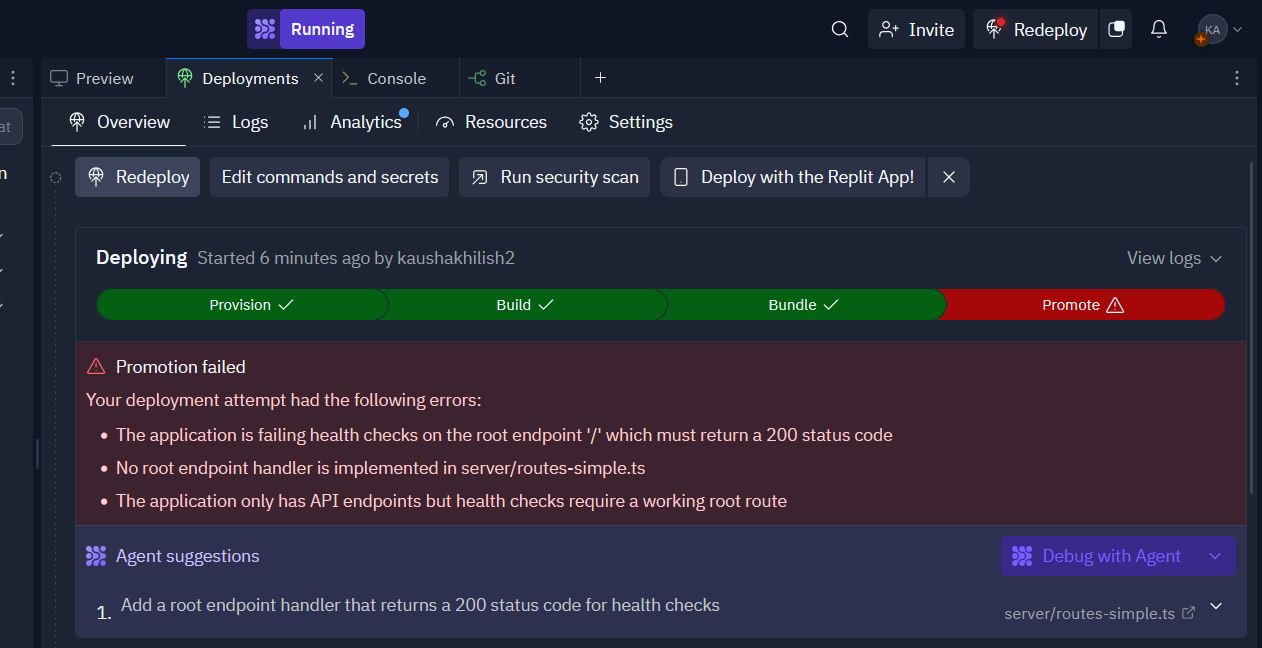 Running
Invite
Redeploy
KA
Preview
Deployments
Console
Git
at
Overview
Logs
Analytics
Resources
Settings
n
Redeploy
Edit commands and secrets
Run security scan
Deploy with the Replit App!
Deploying Started 6 minutes ago by kaushakhilish2
View logs
Provision
Build
Bundle
Promote
Promotion failed
Your deployment attempt had the following errors:
• The application is failing health checks on the root endpoint '/' which must return a 200 status code
• No root endpoint handler is implemented in server/routes-simple.ts
• The application only has API endpoints but health checks require a working root route
Agent suggestions
Debug with Agent
1. Add a root endpoint handler that returns a 200 status code for health checks
server/routes-simple.ts